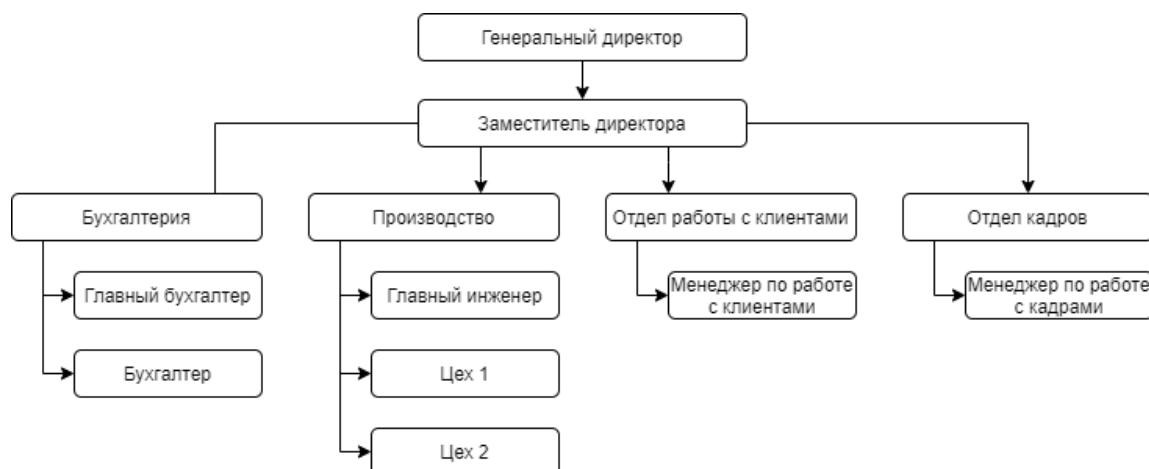 Генеральный директор
Заместитель директора
Бухгалтерия
Производство
Отдел работы с клиентами
Отдел кадров
Главный бухгалтер
Главный инженер
Менеджер по работе
с клиентами
Менеджер по работе
с кадрами
Бухгалтер
Цех 1
Цех 2